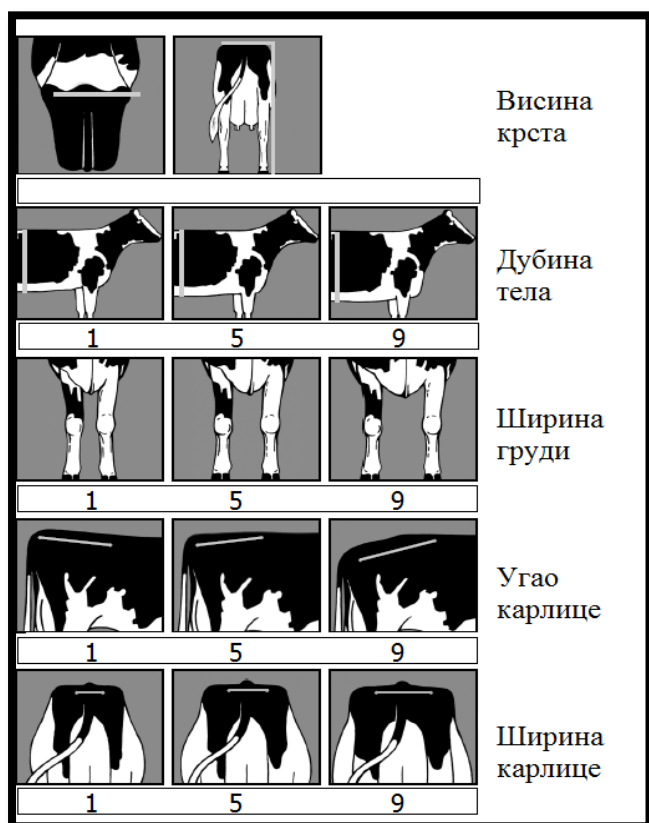 Висина
крста
Дубина
тела
1 5 9
Ширина
груди
1 5 9
Угао
карлице
1 5 9
Ширина
карлице
1 5 9